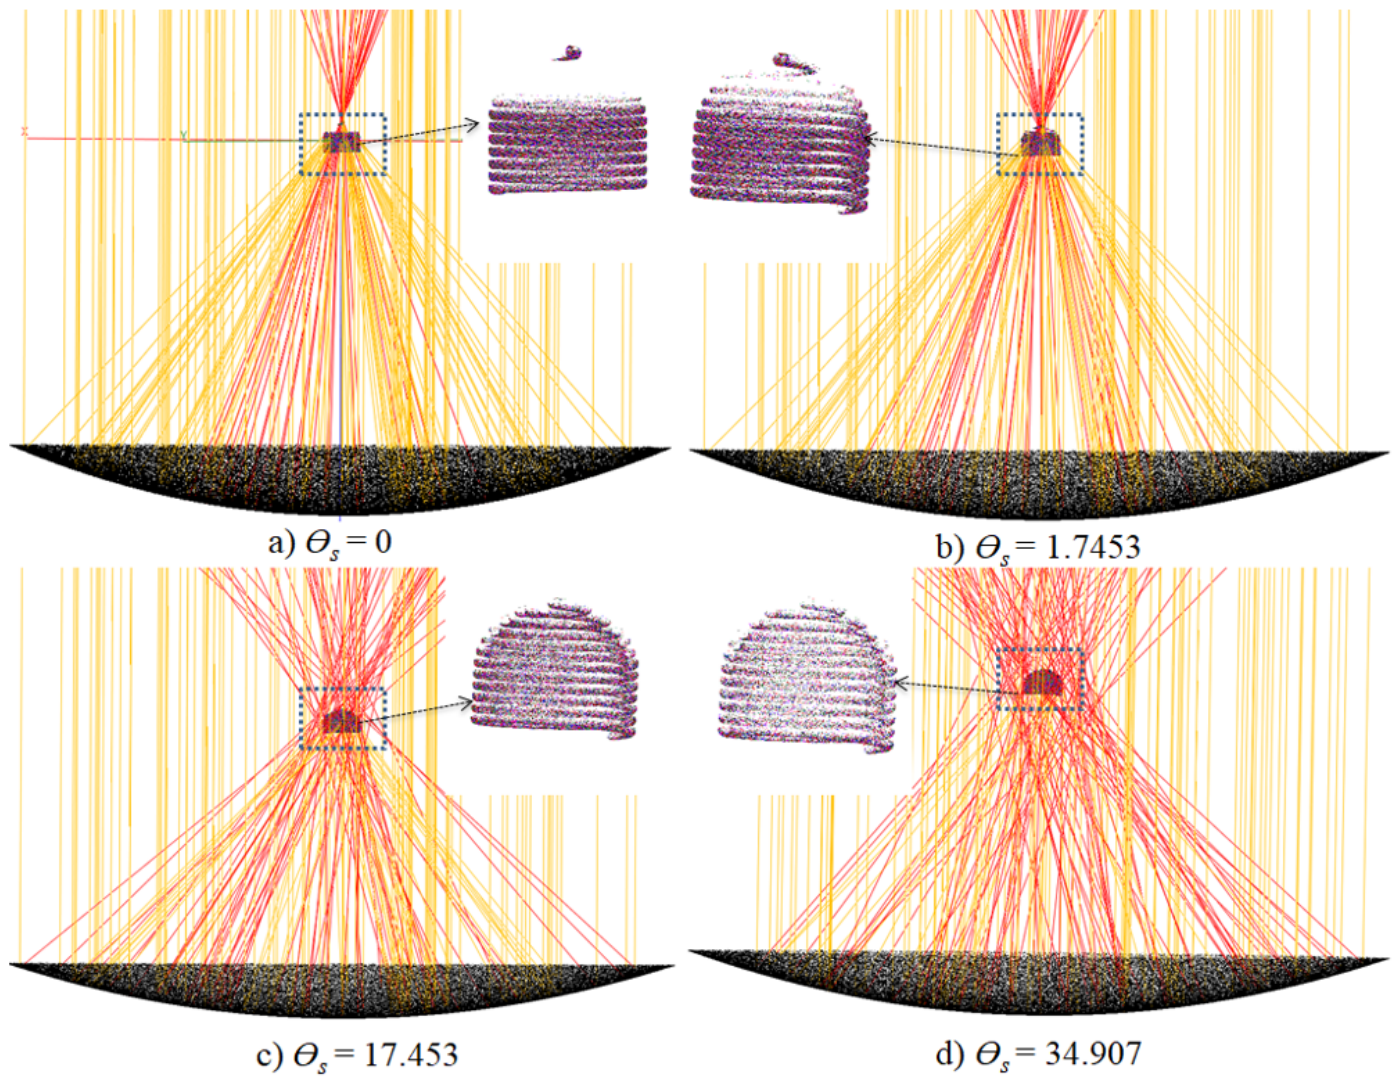 X
Y
a) ϴs = 0
b) ϴs = 1.7453
c) ϴs = 17.453
d) ϴs = 34.907